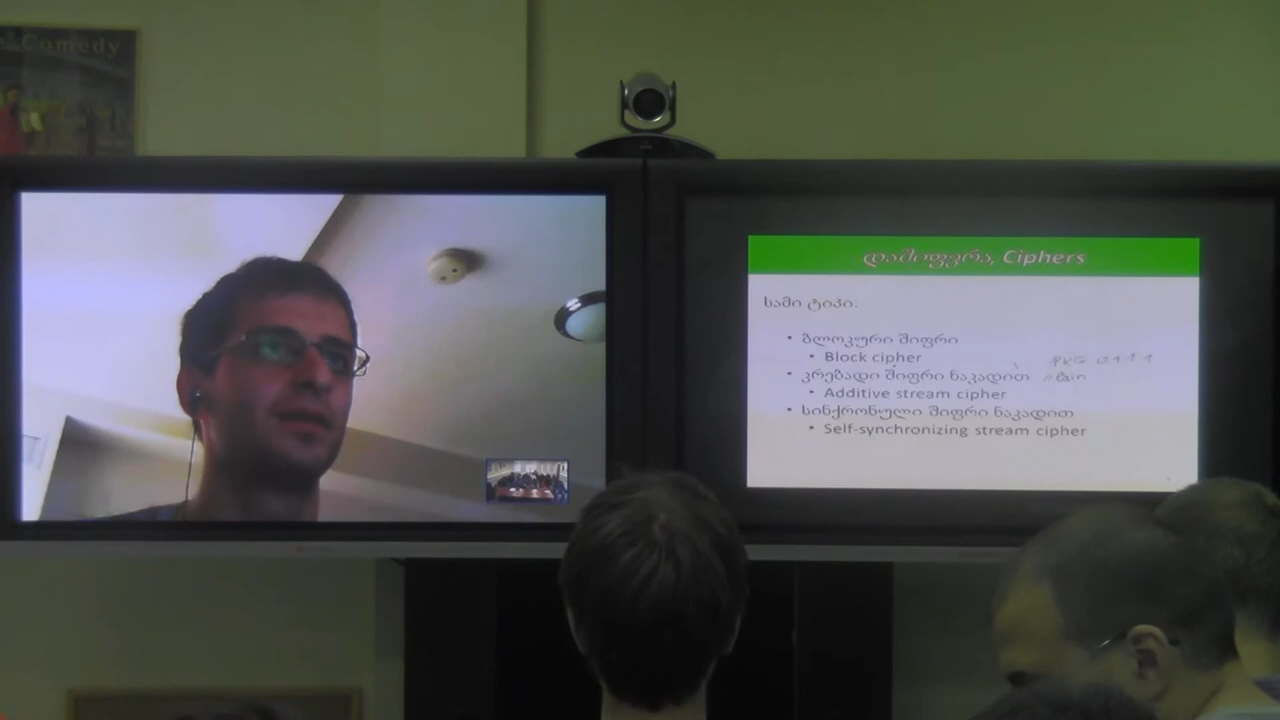 Comedy
დაშიფვრა, Ciphers
სამი ტიპი:
• ბლოკური შიფრი
• Block cipher
• კრებადი შიფრი ნაკადით
• Additive stream cipher
• სინქრონული შიფრი ნაკადით
• Self-synchronizing stream cipher